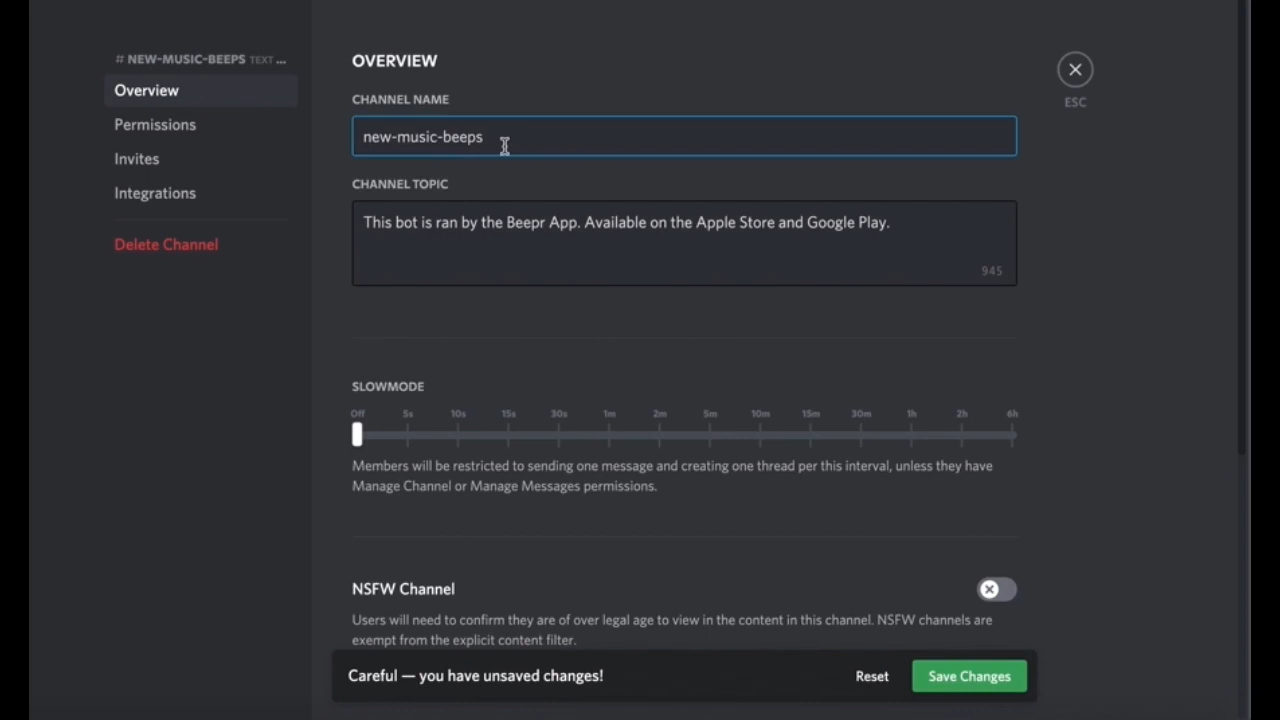 # NEW-MUSIC-BEEPS TEXT ...
Overview
Permissions
Invites
Integrations
Delete Channel
OVERVIEW
CHANNEL NAME
new-music-beeps
CHANNEL TOPIC
This bot is ran by the Beepr App. Available on the Apple Store and Google Play.
945
SLOWMODE
Off 5s 10s 15s 30s 1m 2m 5m 10m 15m 30m 1h 2h 6h
Members will be restricted to sending one message and creating one thread per this interval, unless they have
Manage Channel or Manage Messages permissions.
NSFW Channel
Users will need to confirm they are of over legal age to view in the content in this channel. NSFW channels are
exempt from the explicit content filter.
Careful — you have unsaved changes!
Reset
Save Changes
ESC